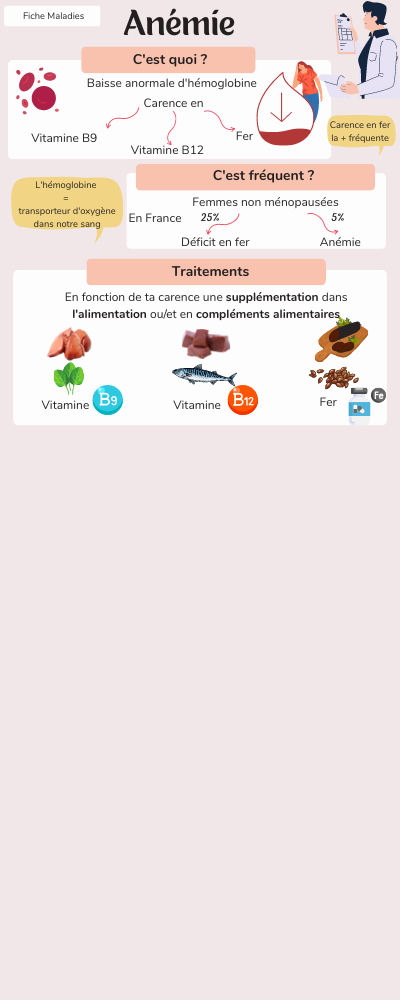 Fiche Maladies
Anémie
C'est quoi ?
Baisse anormale d'hémoglobine
Carence en
Vitamine B9
Vitamine B12
Fer
Carence en fer
la + fréquente
L'hémoglobine
=
transporteur d'oxygène
dans notre sang
C'est fréquent ?
Femmes non ménopausées
En France 25% 5%
Déficit en fer Anémie
Traitements
En fonction de ta carence une supplémentation dans
l'alimentation ou/et en compléments alimentaires
Vitamine B9
Vitamine B12
Fer
Fe